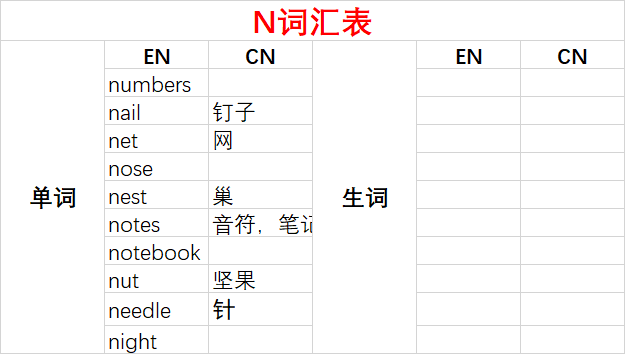 N词汇表
EN CN EN CN
numbers
nail 钉子
net 网
nose
单词 nest 巢 生词
notes 音符，笔记
notebook
nut 坚果
needle 针
night